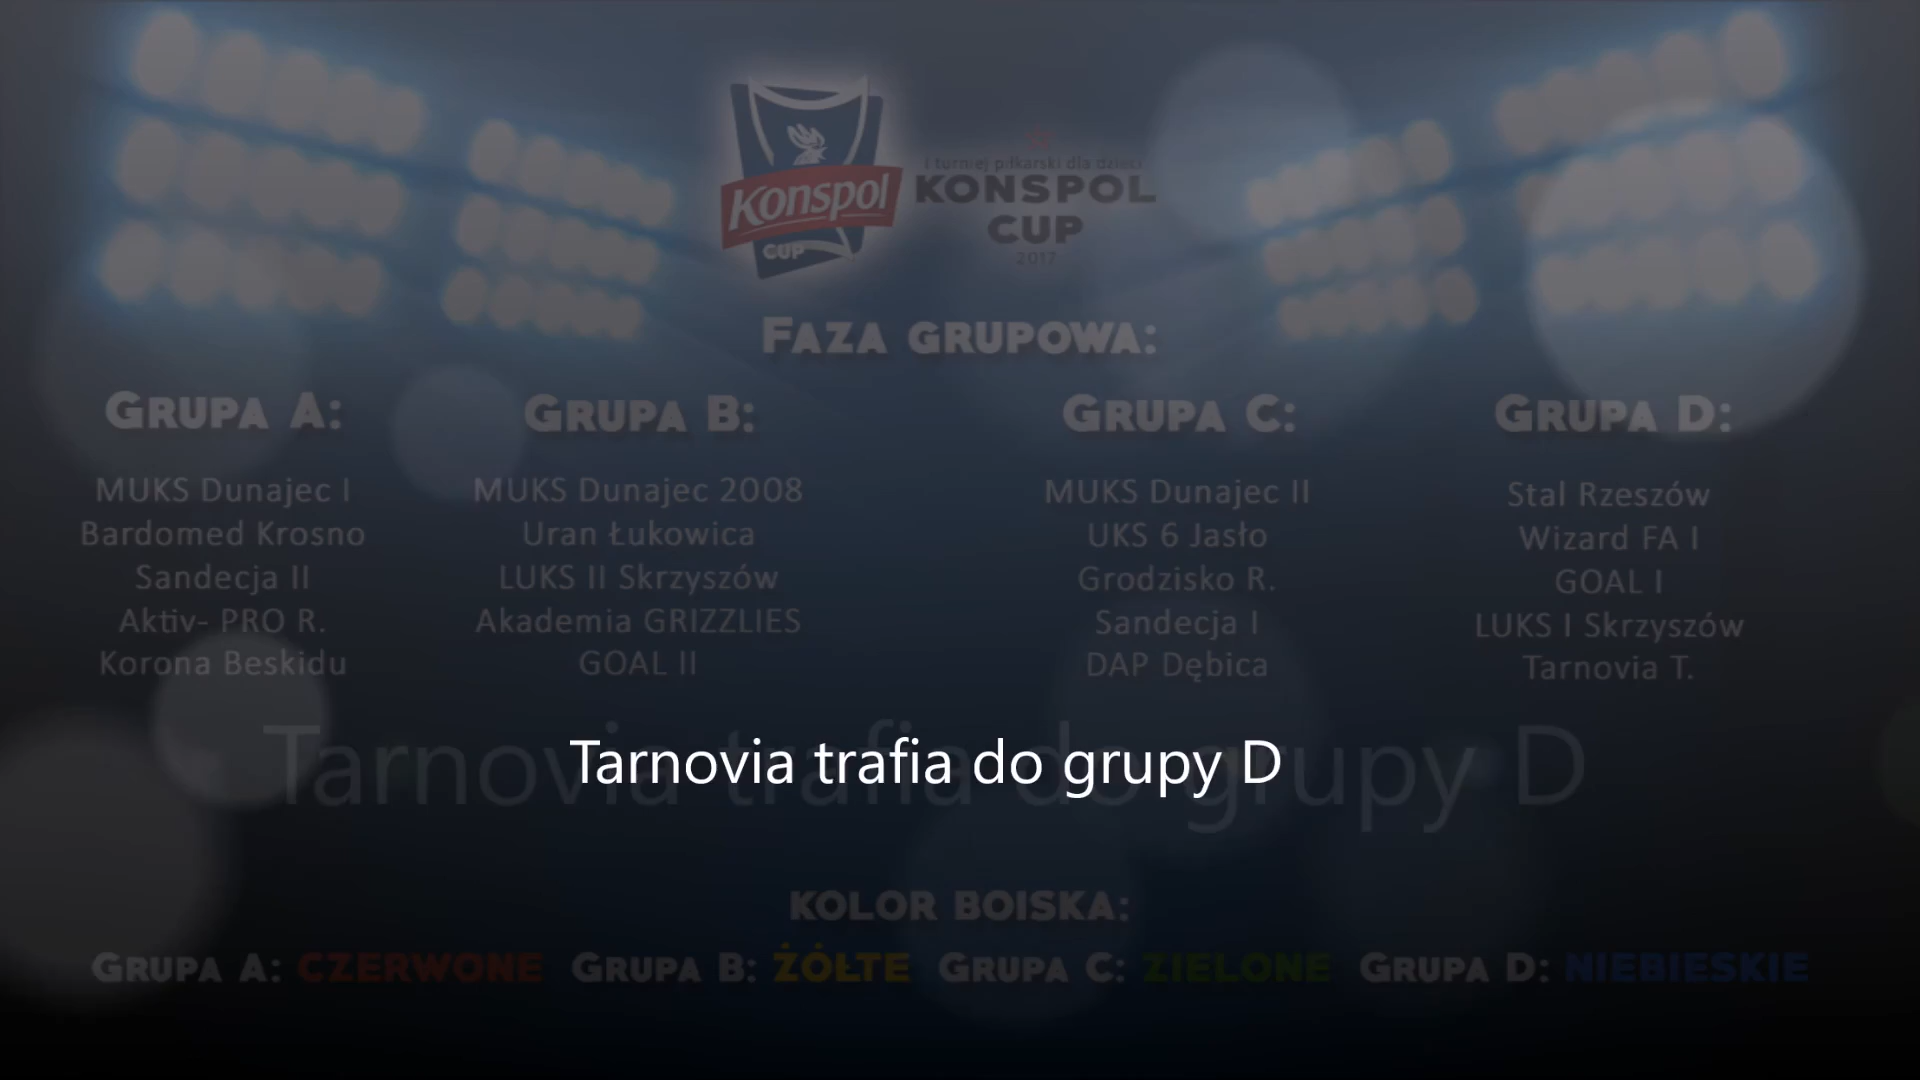 Konspol
CUP
I turniej piłkarski dla dzieci
KONSPOL
CUP
2017
FAZA GRUPOWA:
GRUPA A:
MUKS Dunajec I
Bardomed Krosno
Sandecja II
Aktiv- PRO R.
Korona Beskidu
GRUPA B:
MUKS Dunajec 2008
Uran Łukowica
LUKS II Skrzyszów
Akademia GRIZZLIES
GOAL II
GRUPA C:
MUKS Dunajec II
UKS 6 Jasło
Grodzisko R.
Sandecja I
DAP Dębica
GRUPA D:
Stal Rzeszów
Wizard FA I
GOAL I
LUKS I Skrzyszów
Tarnovia T.
Tarnovia trafia do grupy D
Tarnovia trafia do grupy D
KOLOR BOISKA:
GRUPA A: CZERWONE GRUPA B: ŻÓŁTE GRUPA C: ZIELONE GRUPA D: NIEBIESKIE